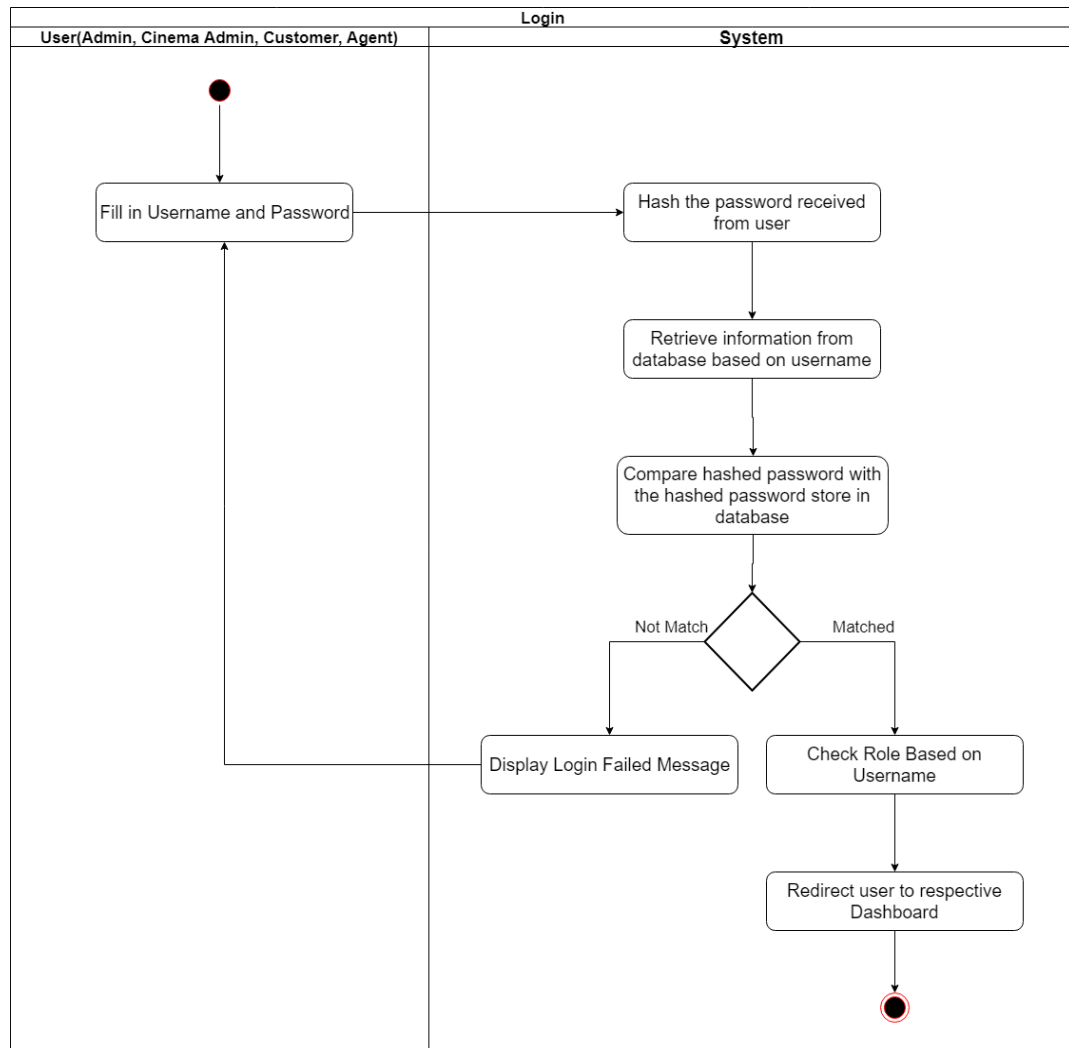 Login
User(Admin, Cinema Admin, Customer, Agent)
System
Fill in Username and Password
Hash the password received
from user
Retrieve information from
database based on username
Compare hashed password with
the hashed password store in
database
Not Match
Matched
Display Login Failed Message
Check Role Based on
Username
Redirect user to respective
Dashboard